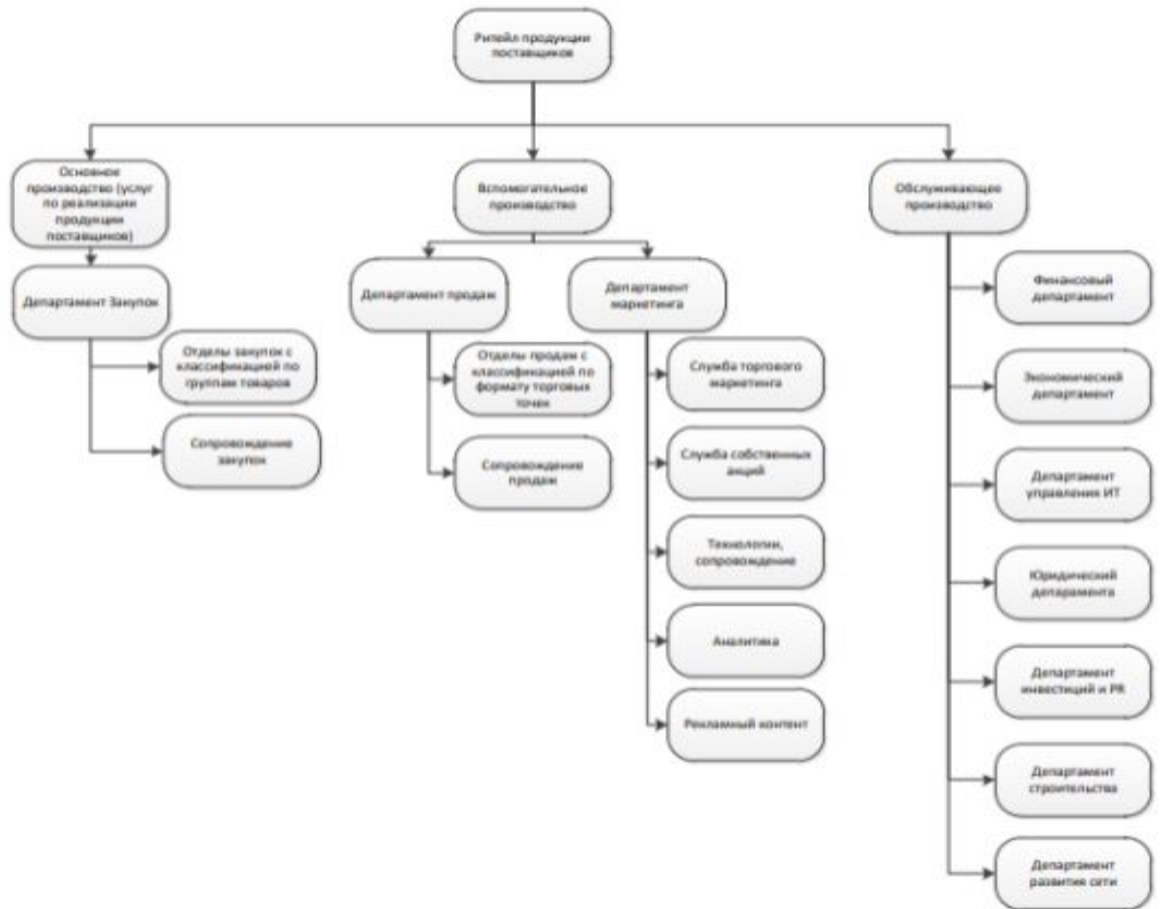 Ритейл продукции
поставщиков
Основное
производство (услуг
по реализации
продукции
поставщиков)
Вспомогательное
производство
Обслуживающее
производство
Департамент Закупок
Отделы закупок с
классификацией по
группам товаров
Сопровождение
закупок
Департамент продаж
Отделы продаж с
классификацией по
формату торговых
точек
Сопровождение
продаж
Департамент
маркетинга
Служба торгового
маркетинга
Служба собственных
акций
Технологии,
сопровождение
Аналитика
Рекламный контент
Финансовый
департамент
Экономический
департамент
Департамент
управления ИТ
Юридический
депарамента
Департамент
инвестиций и PR
Департамент
строительства
Департамент
развития сети